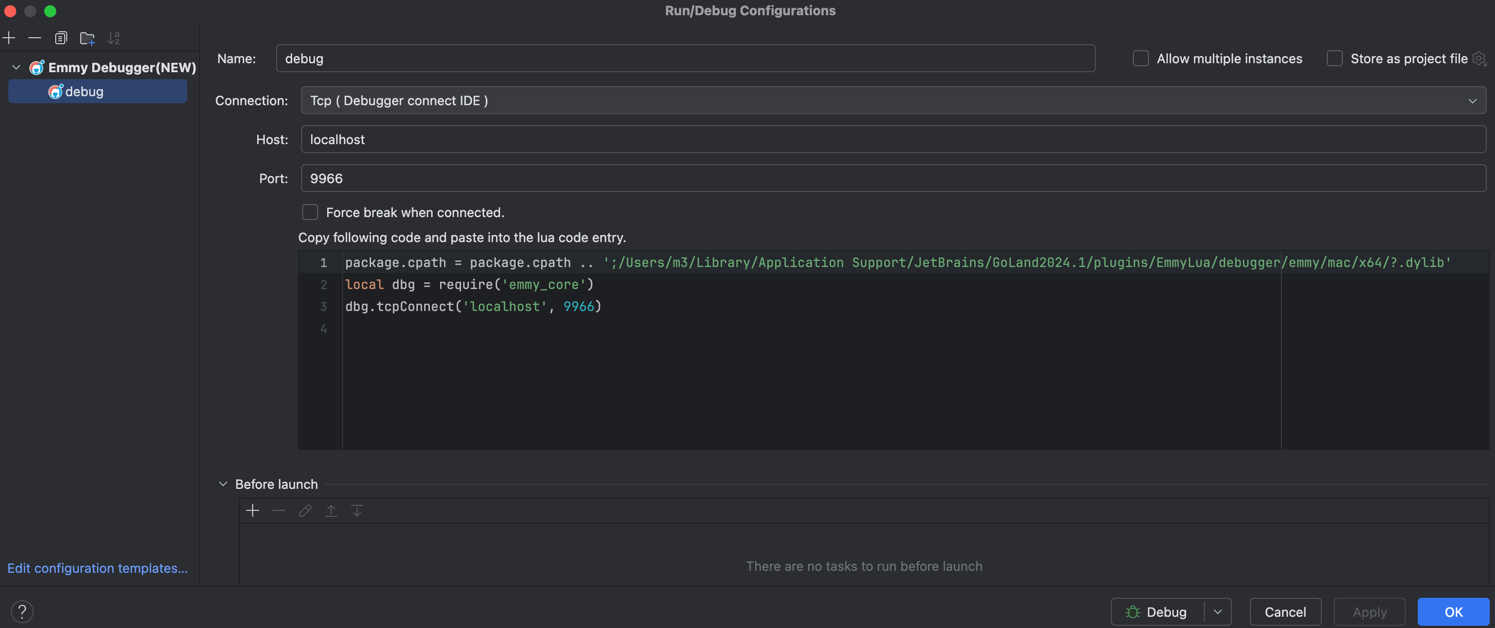 Run/Debug Configurations
Emmy Debugger(NEW)
debug
Name:
debug
Allow multiple instances
Store as project file
Connection:
Tcp ( Debugger connect IDE )
Host:
localhost
Port:
9966
Force break when connected.
Copy following code and paste into the lua code entry.
1 package.cpath = package.cpath .. ';/Users/m3/Library/Application Support/JetBrains/GoLand2024.1/plugins/EmmyLua/debugger/emmy/mac/x64/?.dylib'
2 local dbg = require('emmy_core')
3 dbg.tcpConnect('localhost', 9966)
4
Before launch
There are no tasks to run before launch
Edit configuration templates...
?
Debug
Cancel
Apply
OK